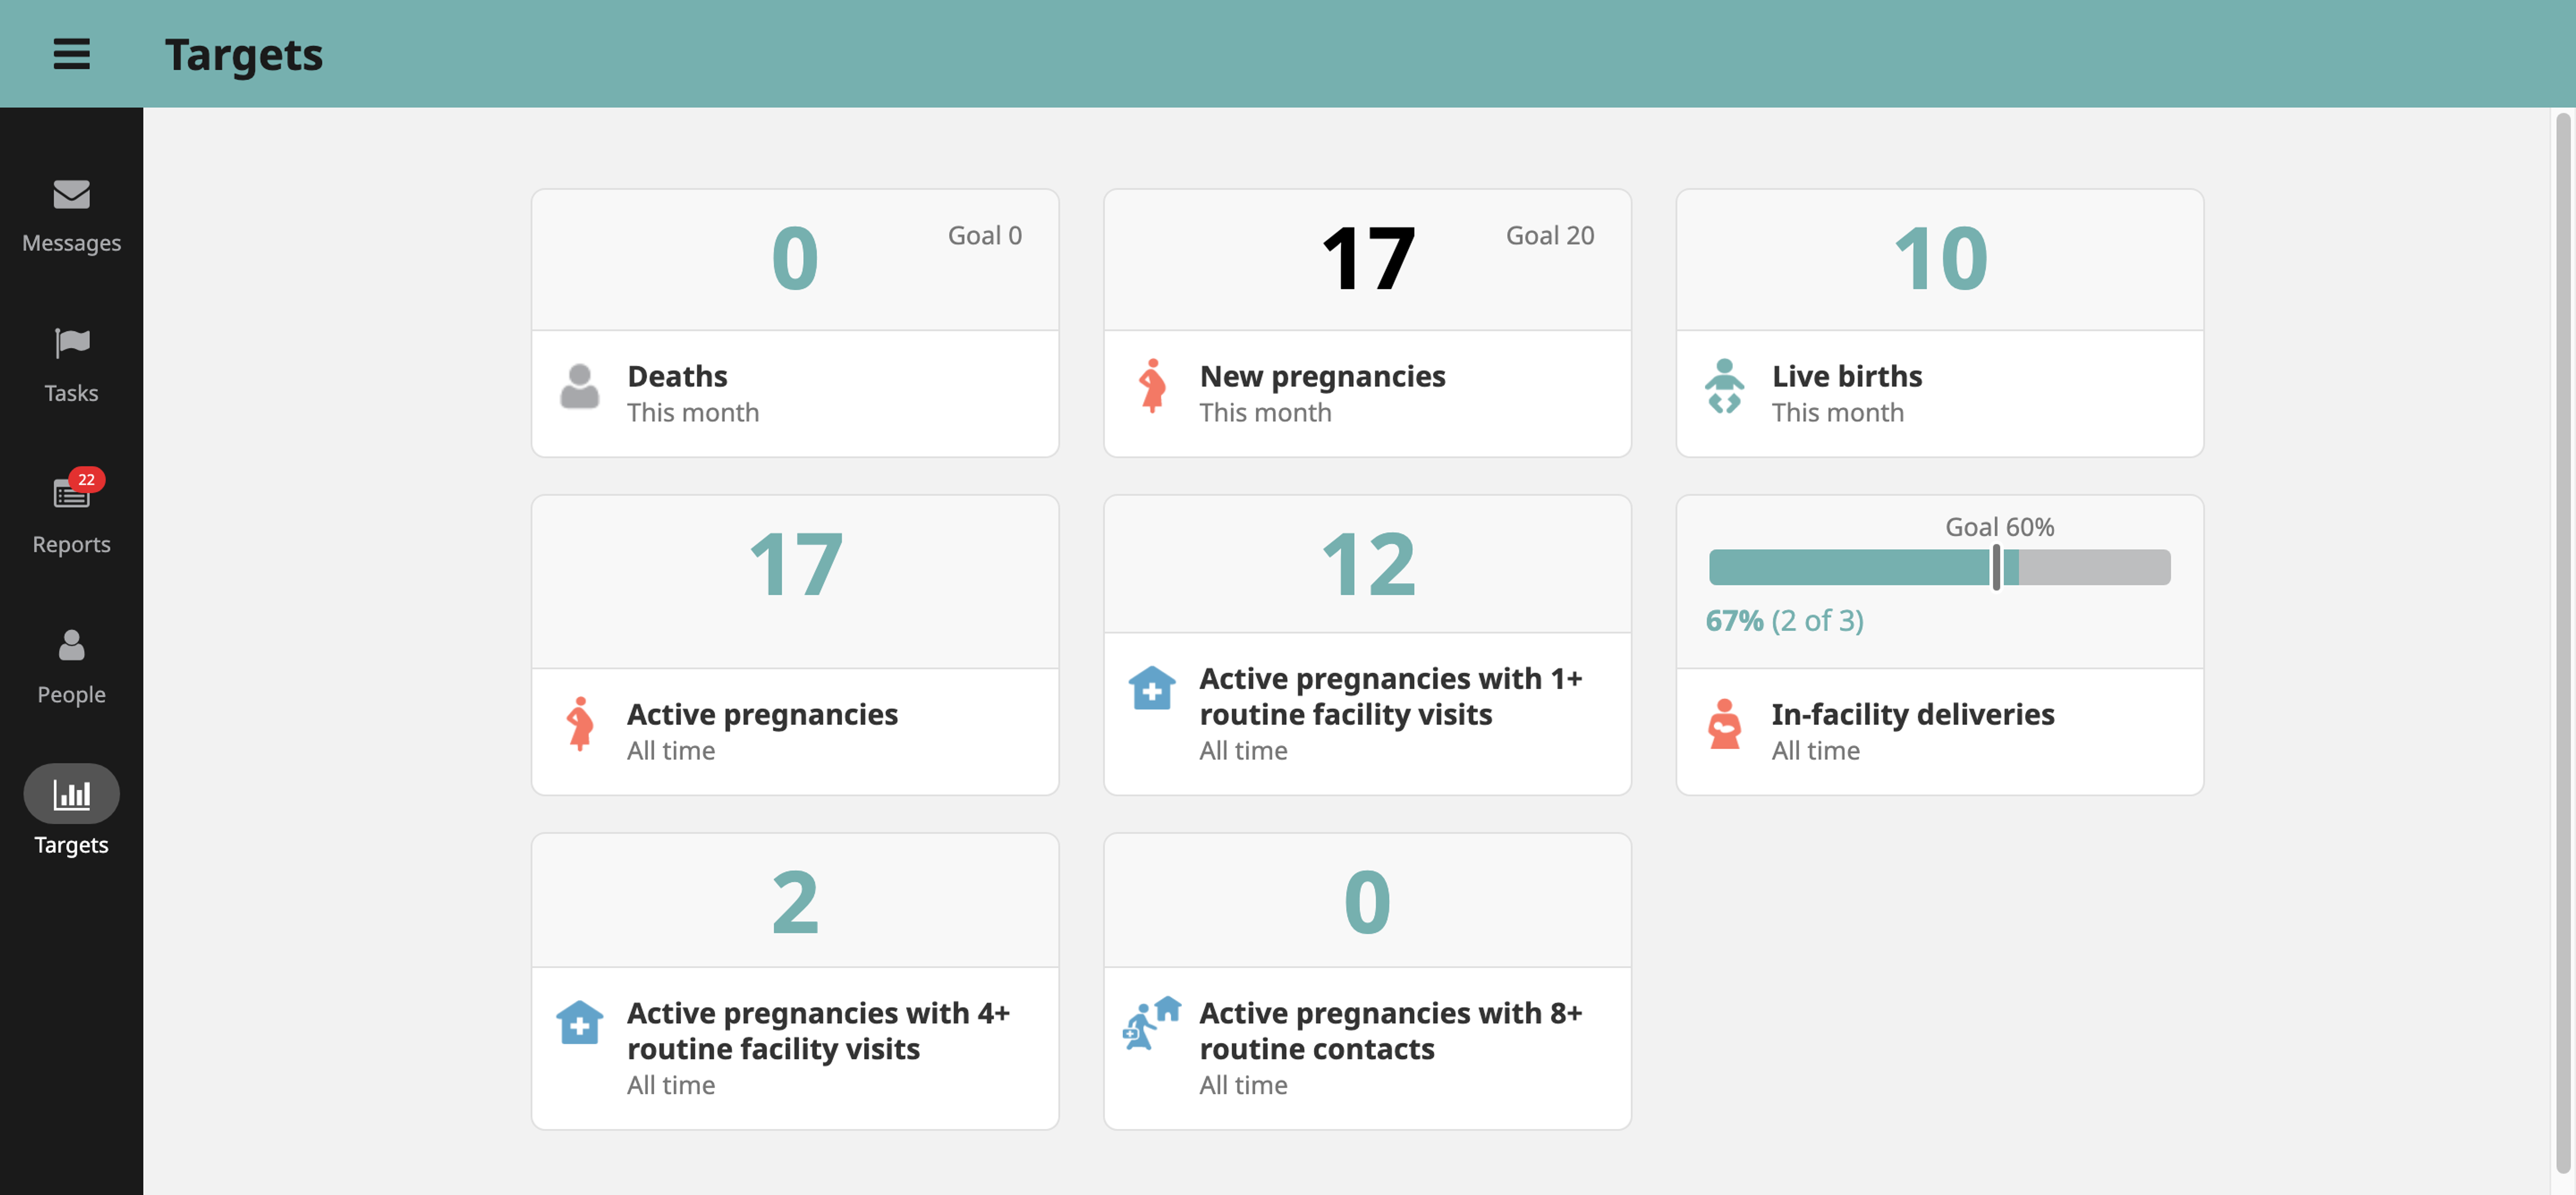 Targets
Messages
Tasks
22
Reports
People
Targets
0
Goal 0
Deaths
This month
17
Goal 20
New pregnancies
This month
10
Live births
This month
17
Active pregnancies
All time
12
Active pregnancies with 1+
routine facility visits
All time
Goal 60%
67% (2 of 3)
In-facility deliveries
All time
2
Active pregnancies with 4+
routine facility visits
All time
0
Active pregnancies with 8+
routine contacts
All time